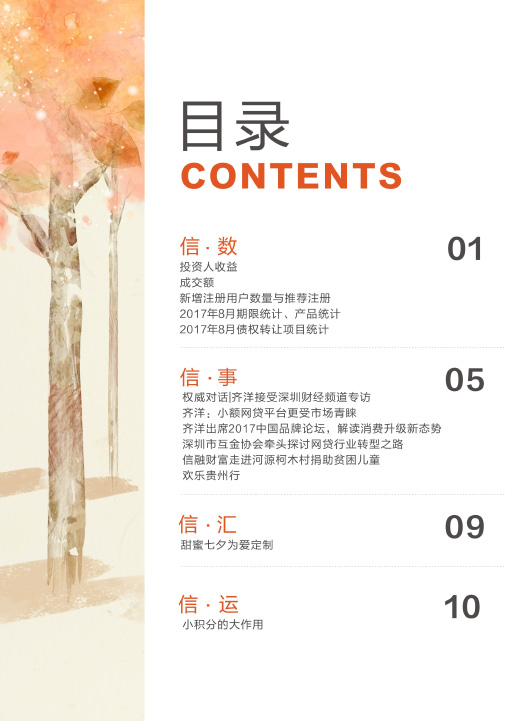 目录
CONTENTS
信·数 01
投资人收益
成交额
新增注册用户数量与推荐注册
2017年8月期限统计、产品统计
2017年8月债权转让项目统计
信·事 05
权威对话|齐洋接受深圳财经频道专访
齐洋：小额网贷平台更受市场青睐
齐洋出席2017中国品牌论坛，解读消费升级新态势
深圳市互金协会牵头探讨网贷行业转型之路
信融财富走进河源柯木村捐助贫困儿童
欢乐贵州行
信·汇 09
甜蜜七夕为爱定制
信·运 10
小积分的大作用